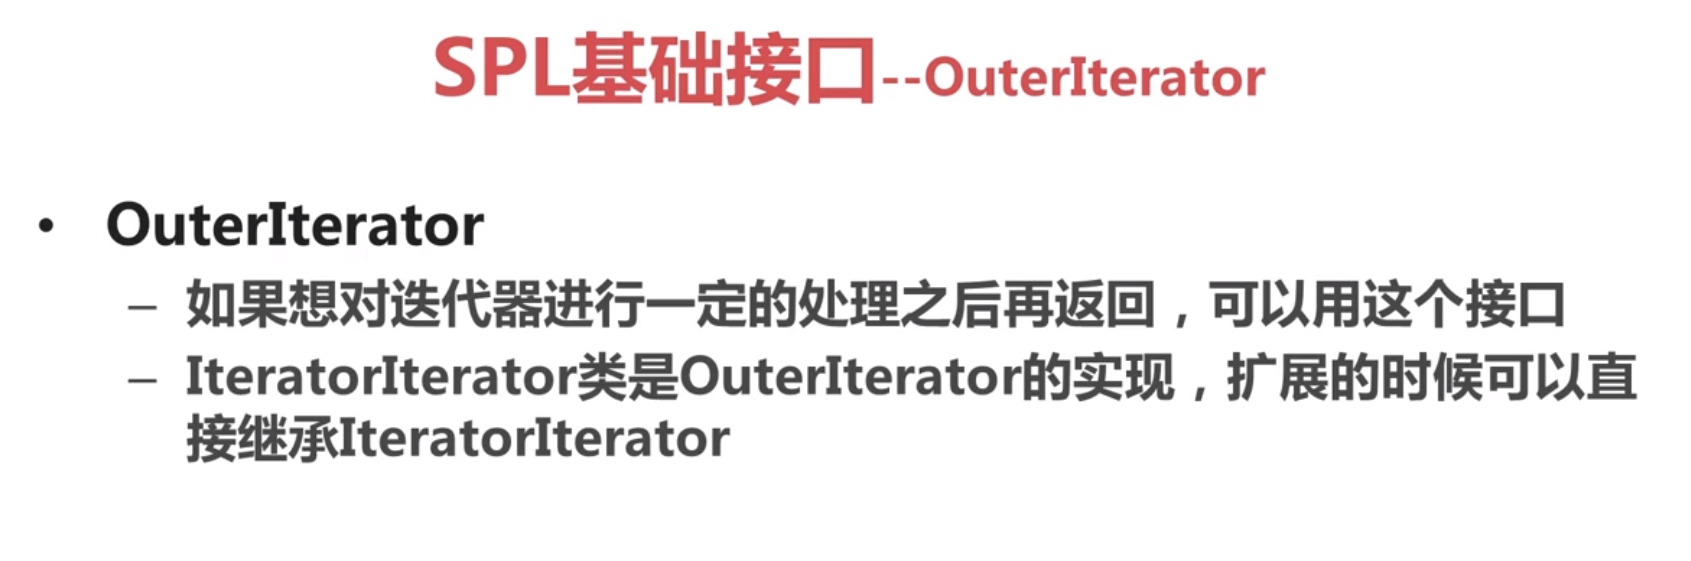 SPL基础接口--OuterIterator
• OuterIterator
– 如果想对迭代器进行一定的处理之后再返回，可以用这个接口
– IteratorIterator类是OuterIterator的实现，扩展的时候可以直
接继承IteratorIterator